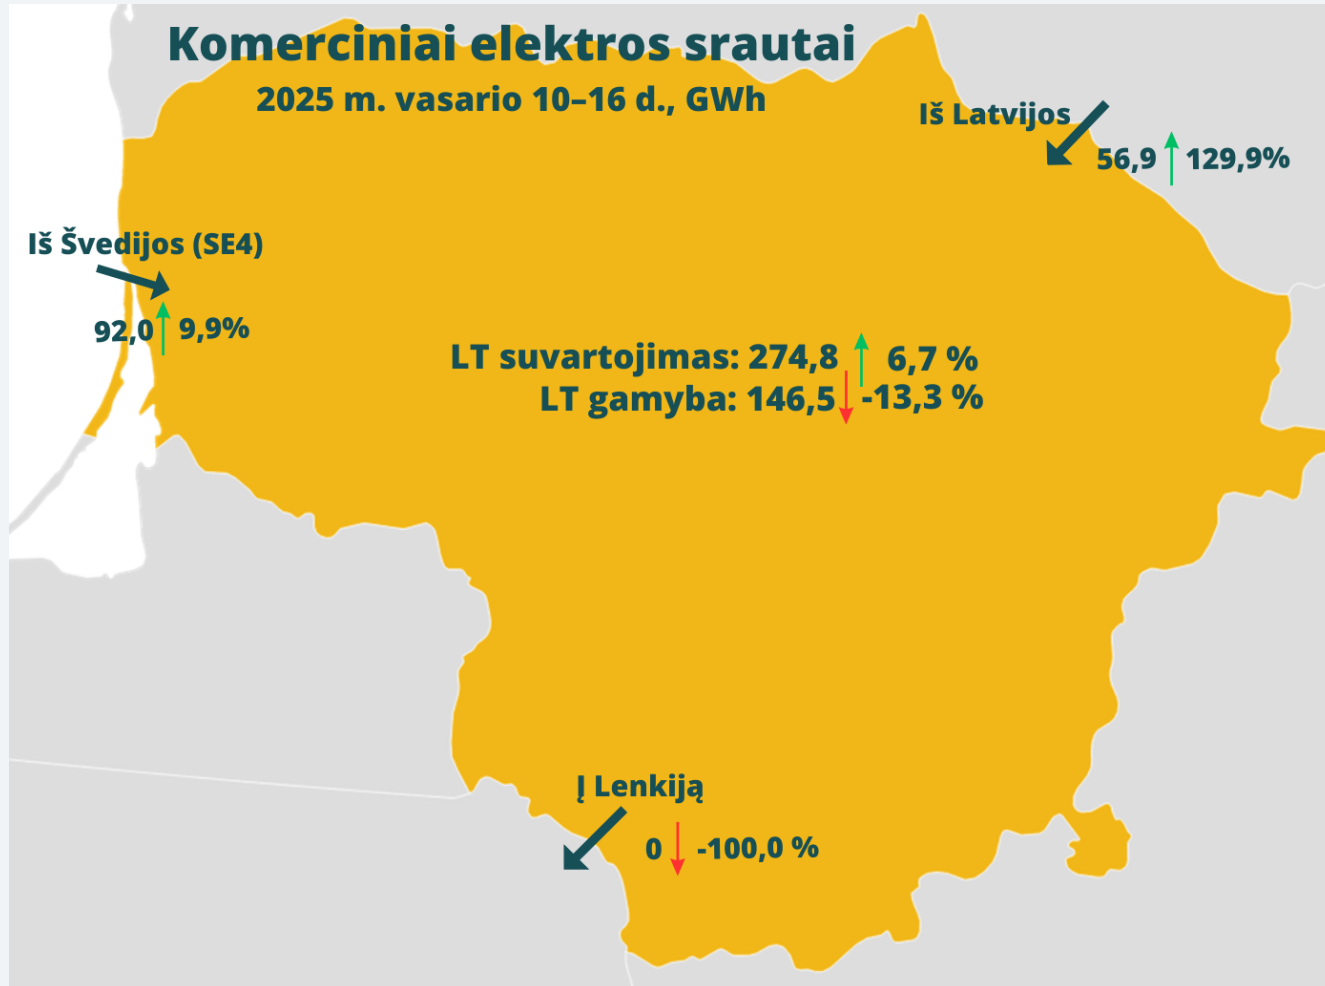 Komerciniai elektros srautai
2025 m. vasario 10–16 d., GWh
Iš Latvijos
56,9 129,9%
Iš Švedijos (SE4)
92,0 9,9%
LT suvartojimas: 274,8 6,7 %
LT gamyba: 146,5 -13,3 %
Į Lenkiją
0 -100,0 %